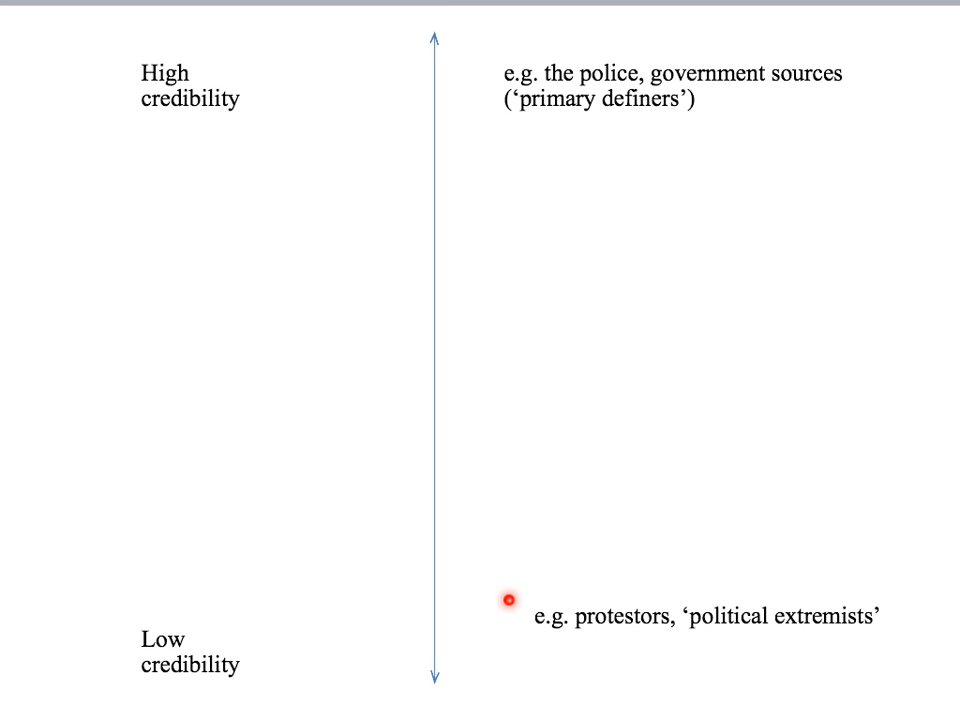 High
credibility
e.g. the police, government sources
(‘primary definers’)
e.g. protestors, ‘political extremists’
Low
credibility